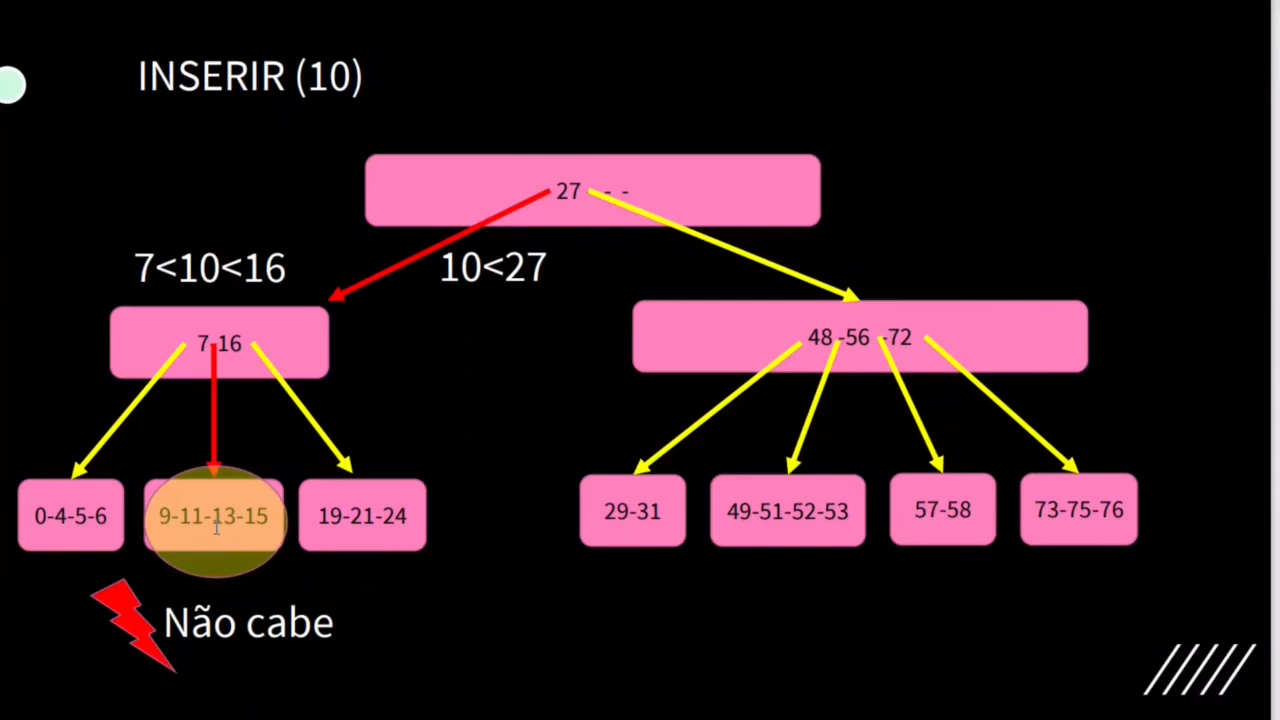 INSERIR (10)
27 - -
7<10<16
10<27
7 16
48 -56 -72
0-4-5-6
9-11-13-15
19-21-24
29-31
49-51-52-53
57-58
73-75-76
Não cabe